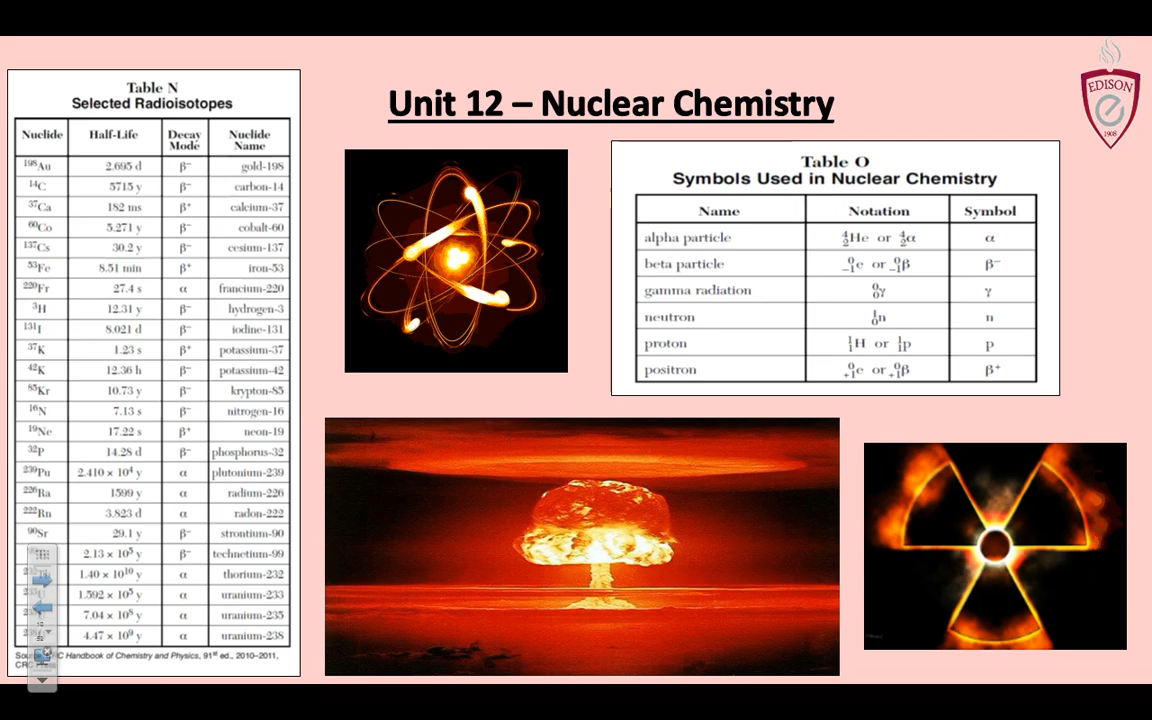 Table N
Selected Radioisotopes
Nuclide Half-Life Decay Mode Nuclide Name
198Au 2.695 d β− gold-198
14C 5715 y β− carbon-14
37Ca 182 ms β+ calcium-37
60Co 5.271 y β− cobalt-60
137Cs 30.2 y β− cesium-137
53Fe 8.51 min β+ iron-53
220Fr 27.4 s α francium-220
3H 12.31 y β− hydrogen-3
131I 8.021 d β− iodine-131
37K 1.23 s β+ potassium-37
42K 12.36 h β− potassium-42
85Kr 10.73 y β− krypton-85
16N 7.13 s β− nitrogen-16
19Ne 17.22 s β+ neon-19
32P 14.28 d β− phosphorus-32
239Pu 2.410 × 10⁴ y α plutonium-239
226Ra 1599 y α radium-226
222Rn 3.823 d α radon-222
90Sr 29.1 y β− strontium-90
2.13 × 10⁵ y β− technetium-99
1.40 × 10¹⁰ y α thorium-232
1.592 × 10⁵ y α uranium-233
7.04 × 10⁸ y α uranium-235
4.47 × 10⁹ y α uranium-238
Handbook of Chemistry and Physics, 91st ed., 2010–2011,
Unit 12 – Nuclear Chemistry
EDISON
e
1908
Table O
Symbols Used in Nuclear Chemistry
Name Notation Symbol
alpha particle ⁴₂He or ⁴₂α α
beta particle ⁰₋₁e or ⁰₋₁β β−
gamma radiation ⁰₀γ γ
neutron ¹₀n n
proton ¹₁H or ¹₁p p
positron ⁰₊₁e or ⁰₊₁β β+